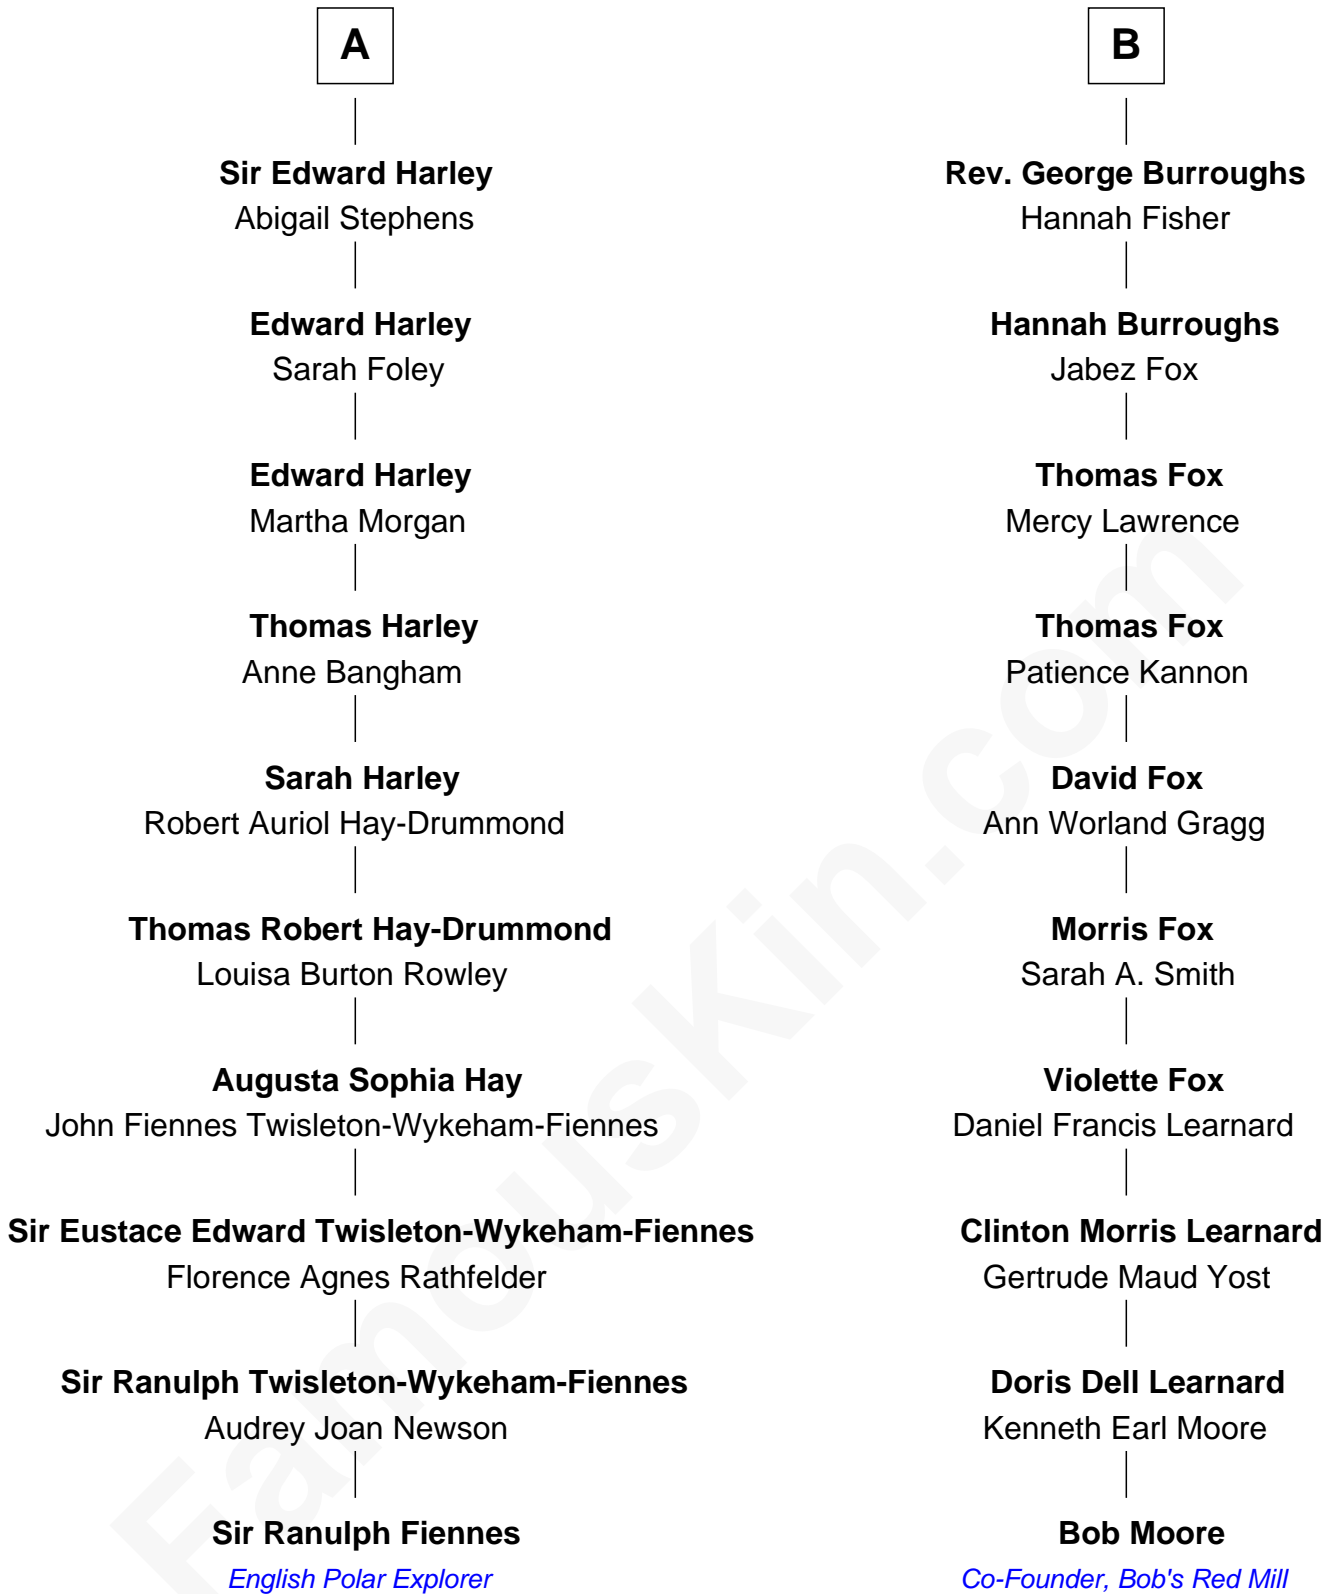 A
Sir Edward Harley
Abigail Stephens
Edward Harley
Sarah Foley
Edward Harley
Martha Morgan
Thomas Harley
Anne Bangham
Sarah Harley
Robert Auriol Hay-Drummond
Thomas Robert Hay-Drummond
Louisa Burton Rowley
Augusta Sophia Hay
John Fiennes Twisleton-Wykeham-Fiennes
Sir Eustace Edward Twisleton-Wykeham-Fiennes
Florence Agnes Rathfelder
Sir Ranulph Twisleton-Wykeham-Fiennes
Audrey Joan Newson
Sir Ranulph Fiennes
English Polar Explorer
B
Rev. George Burroughs
Hannah Fisher
Hannah Burroughs
Jabez Fox
Thomas Fox
Mercy Lawrence
Thomas Fox
Patience Kannon
David Fox
Ann Worland Gragg
Morris Fox
Sarah A. Smith
Violette Fox
Daniel Francis Learnard
Clinton Morris Learnard
Gertrude Maud Yost
Doris Dell Learnard
Kenneth Earl Moore
Bob Moore
Co-Founder, Bob's Red Mill
FamousKin.com